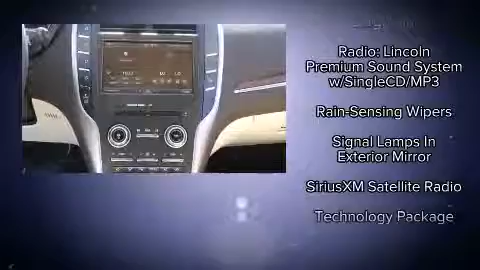 Radio: Lincoln
Premium Sound System
w/SingleCD/MP3
Rain-Sensing Wipers
Signal Lamps In
Exterior Mirror
SiriusXM Satellite Radio
Technology Package